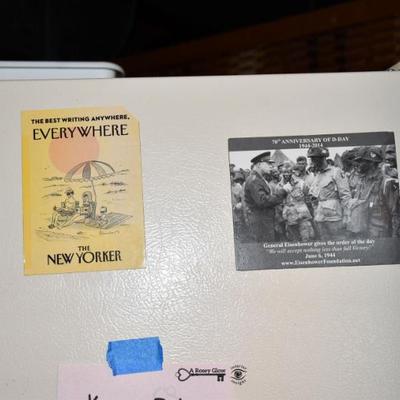 THE BEST WRITING ANYWHERE,
EVERYWHERE
THE
NEW YORKER
70th ANNIVERSARY OF D-DAY
1944-2014
General Eisenhower gives the order of the day
"We will accept nothing less than full Victory."
June 6, 1944
www.EisenhowerFoundation.net
A Rosey Glow